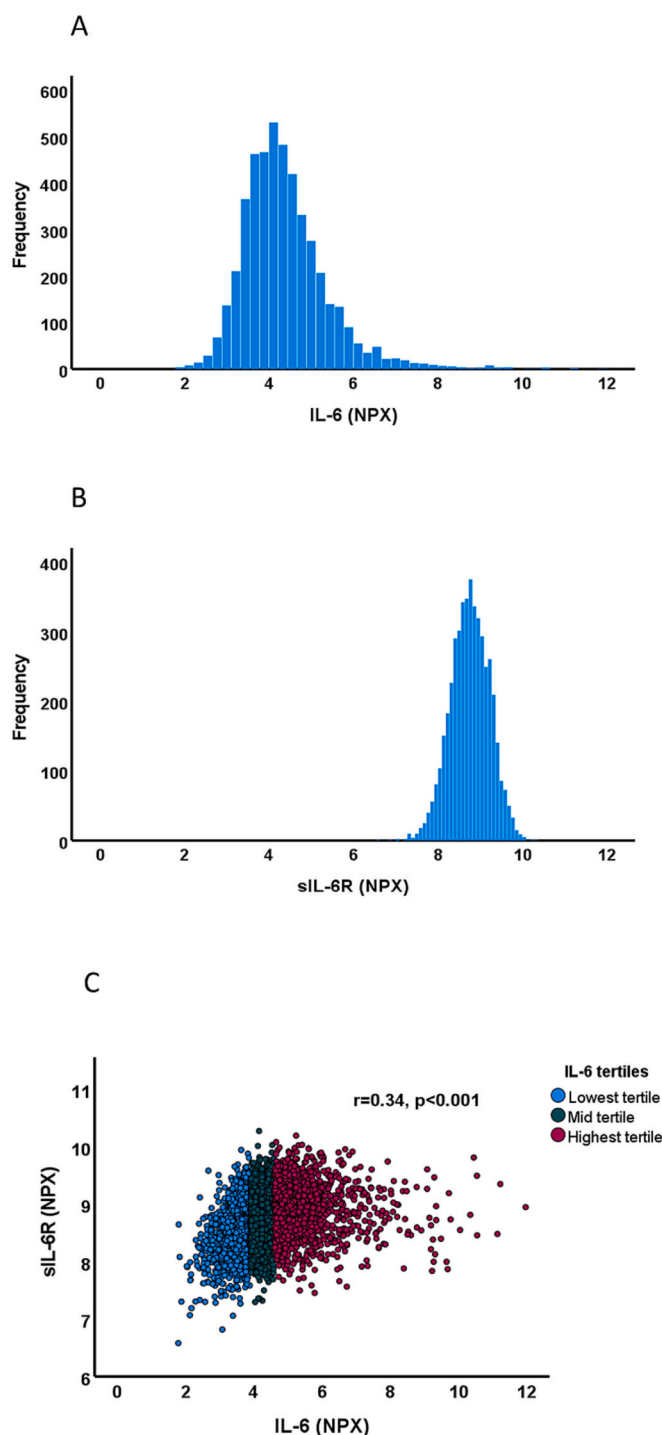 A
600
500
400
300
200
100
0
Frequency
0 2 4 6 8 10 12
IL-6 (NPX)
B
400
300
200
100
0
Frequency
0 2 4 6 8 10 12
sIL-6R (NPX)
C
11
10
9
8
7
6
sIL-6R (NPX)
r=0.34, p<0.001
IL-6 tertiles
Lowest tertile
Mid tertile
Highest tertile
0 2 4 6 8 10 12
IL-6 (NPX)